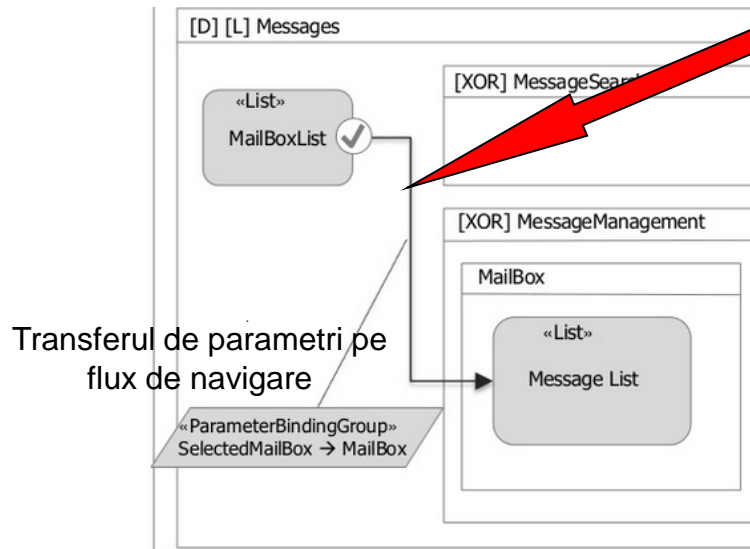 [D] [L] Messages
«List»
MailBoxList
[XOR]
[XOR] MessageManagement
MailBox
«List»
Message List
Transferul de parametri pe
flux de navigare
«ParameterBindingGroup»
SelectedMailBox → MailBox